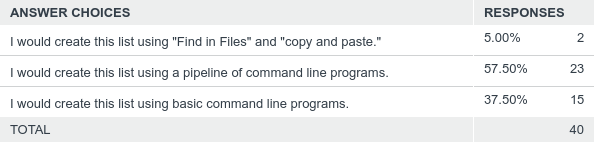 ANSWER CHOICES RESPONSES
I would create this list using "Find in Files" and "copy and paste." 5.00% 2
I would create this list using a pipeline of command line programs. 57.50% 23
I would create this list using basic command line programs. 37.50% 15
TOTAL 40